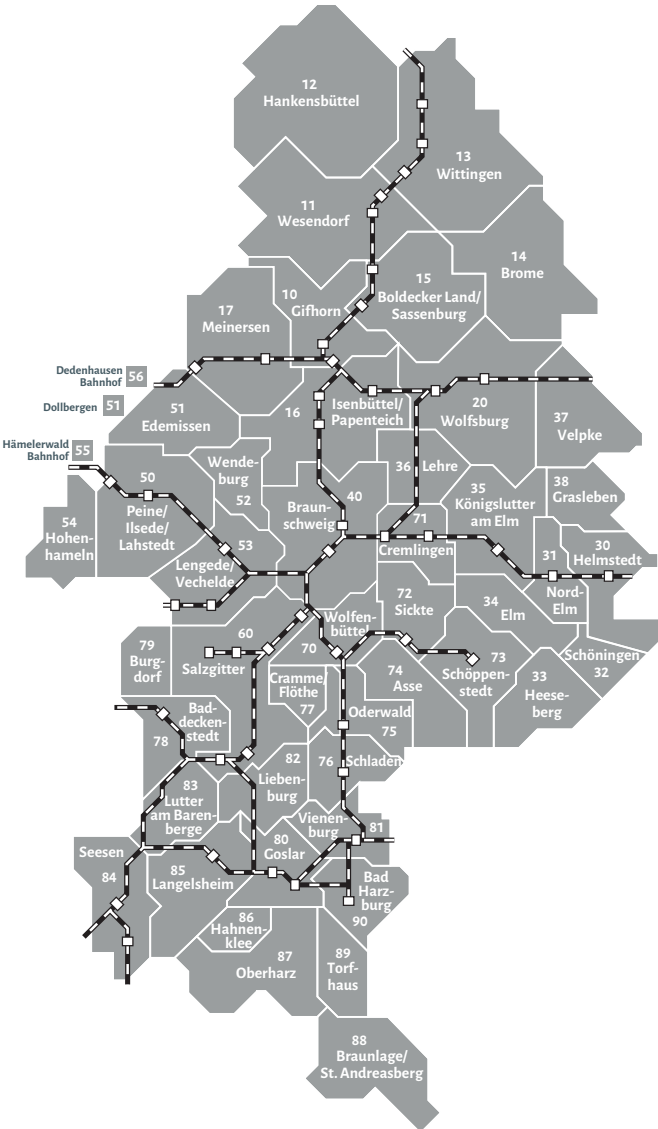 12
Hankensbüttel
13
Wittingen
11
Wesendorf
14
Brome
15
Boldecker Land/
Sassenburg
10
Gifhorn
17
Meinersen
Dedenhausen
Bahnhof
56
Dollbergen
51
51
Edemissen
16
Isenbüttel/
Papenteich
20
Wolfsburg
37
Velpke
Hämelerwald
Bahnhof
55
50
Peine/
Ilsede/
Lahstedt
Wende-
burg
52
36
Lehre
35
Königslutter
am Elm
38
Grasleben
40
Braun-
schweig
54
Hohen-
hameln
53
Lengede/
Vechelde
71
Cremlingen
31
Nord-
Elm
30
Helmstedt
72
Sickte
34
Elm
Wolfen-
büttel
70
60
Salzgitter
79
Burg-
dorf
73
Schöppen-
stedt
Schöningen
32
33
Heese-
berg
74
Asse
Cramme/
Flöthe
77
Oderwald
75
Bad-
decken-
stedt
78
82
Lieben-
burg
76
Schladen
83
Lutter
am Baren-
berge
Vienen-
burg
81
80
Goslar
Seesen
84
85
Langelsheim
Bad
Harz-
burg
90
86
Hahnen-
klee
87
Oberharz
89
Torf-
haus
88
Braunlage/
St. Andreasberg